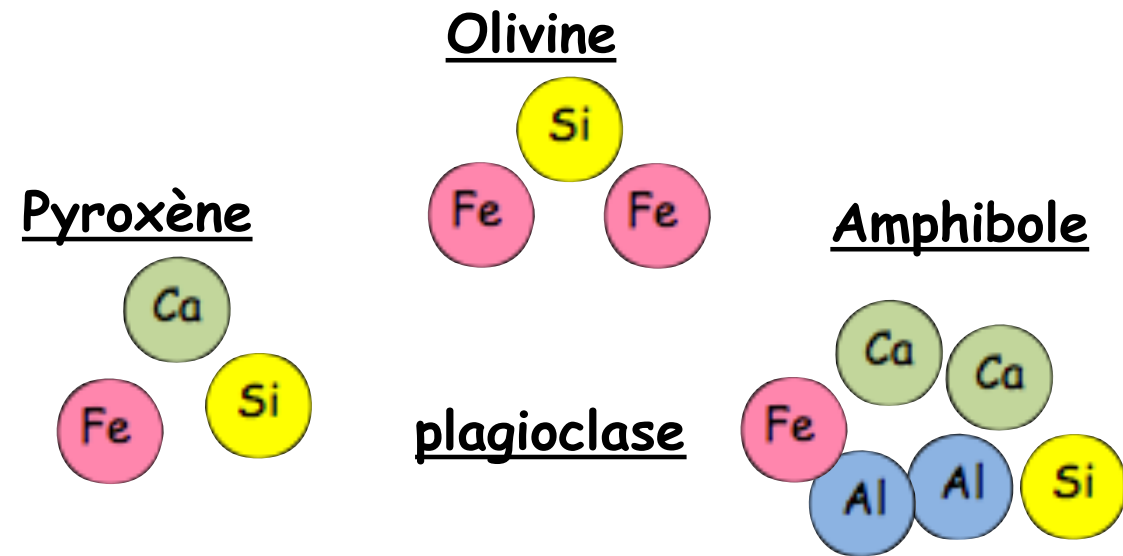 Olivine
Si
Fe Fe
Pyroxène
Ca
Fe Si
plagioclase
Amphibole
Ca Ca
Fe
Al Al Si